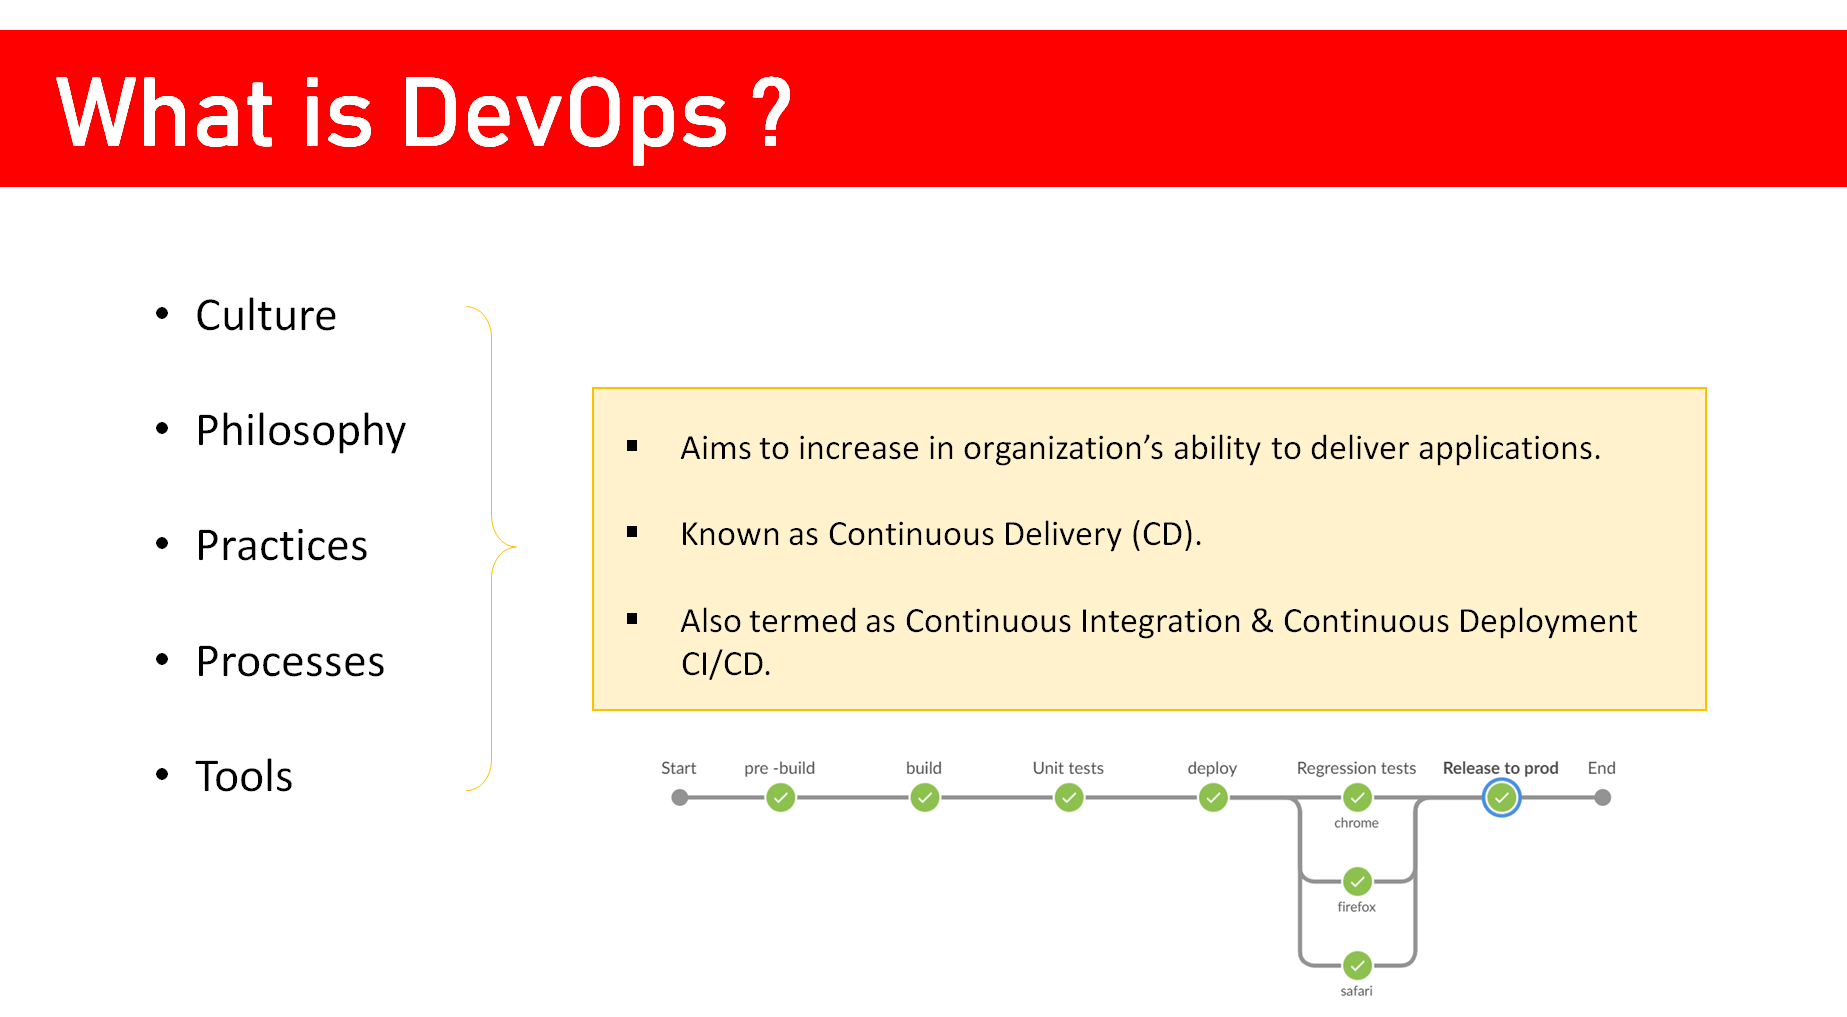 What is DevOps ?
• Culture
• Philosophy
• Practices
• Processes
• Tools
▪ Aims to increase in organization’s ability to deliver applications.
▪ Known as Continuous Delivery (CD).
▪ Also termed as Continuous Integration & Continuous Deployment
CI/CD.
Start pre -build build Unit tests deploy Regression tests Release to prod End
chrome
firefox
safari